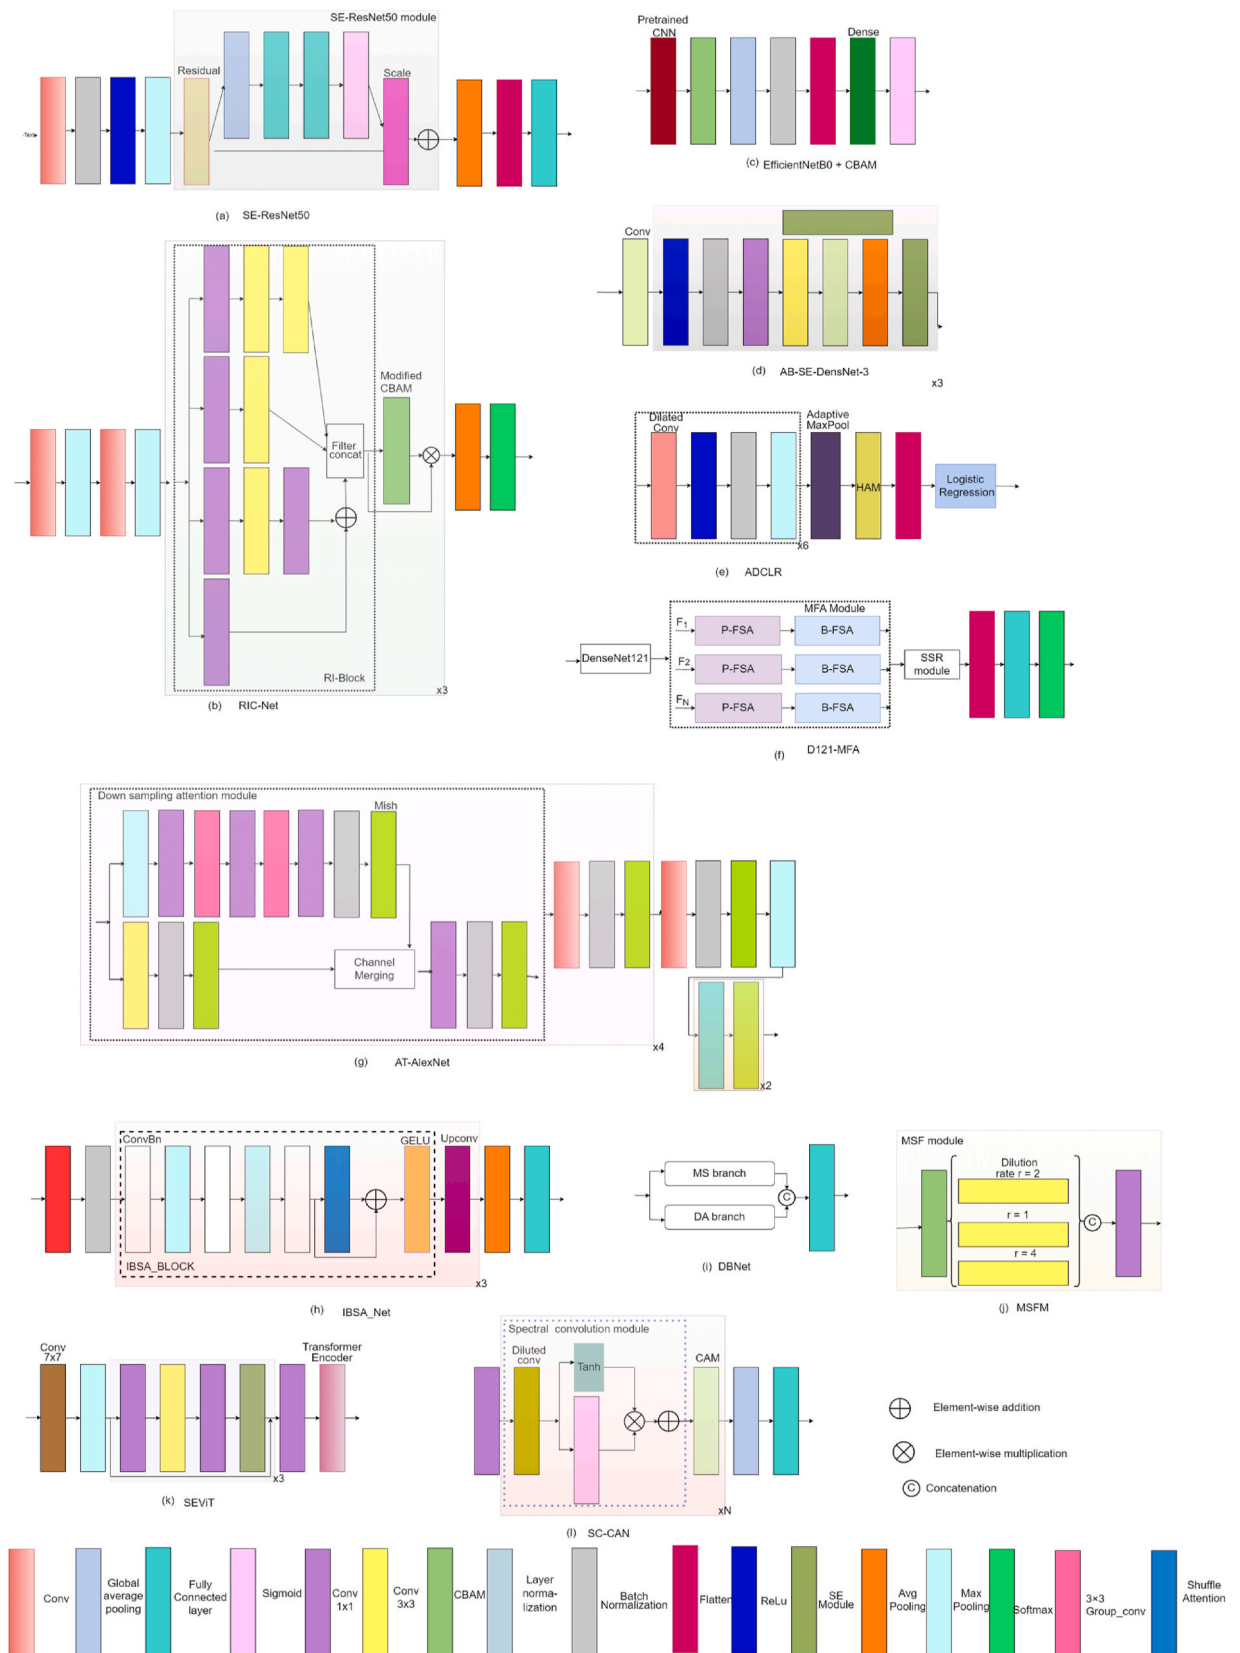 SE-ResNet50 module
Residual
Scale
-Text
(a) SE-ResNet50
Pretrained
CNN
Dense
(c) EfficientNetB0 + CBAM
Conv
(d) AB-SE-DensNet-3
x3
Modified
CBAM
Filter
concat
RI-Block
x3
(b) RIC-Net
Dilated
Conv
Adaptive
MaxPool
HAM
Logistic
Regression
x6
(e) ADCLR
MFA Module
F1
P-FSA
B-FSA
DenseNet121
F2
P-FSA
B-FSA
SSR
module
FN
P-FSA
B-FSA
(f) D121-MFA
Down sampling attention module
Mish
Channel
Merging
x4
x2
(g) AT-AlexNet
ConvBn
GELU
Upconv
IBSA_BLOCK
x3
(h) IBSA_Net
MS branch
DA branch
C
(i) DBNet
MSF module
Dilution
rate r = 2
r = 1
r = 4
C
(j) MSFM
Conv
7x7
Transformer
Encoder
x3
(k) SEViT
Spectral convolution module
Diluted
conv
Tanh
CAM
xN
(l) SC-CAN
Element-wise addition
Element-wise multiplication
C Concatenation
Conv
Global
average
pooling
Fully
Connected
layer
Sigmoid
Conv
1x1
Conv
3x3
CBAM
Layer
norma-
lization
Batch
Normalization
Flatten
ReLu
SE
Module
Avg
Pooling
Max
Pooling
Softmax
3×3
Group_conv
Shuffle
Attention